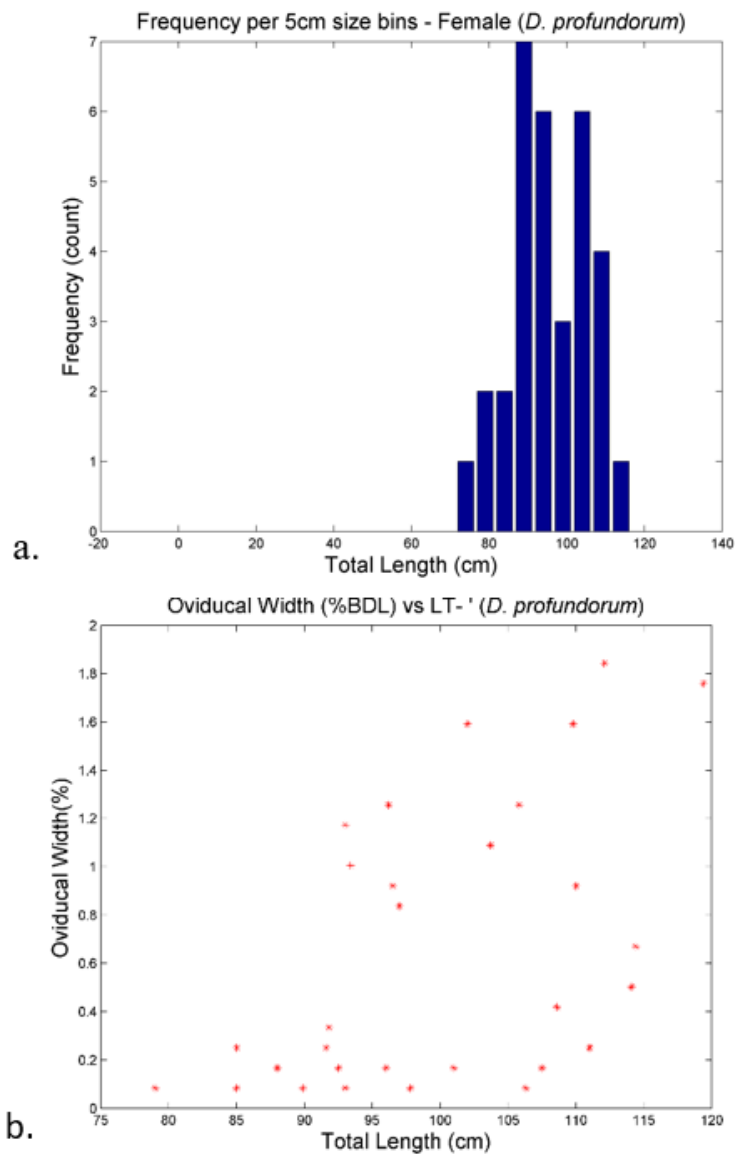 Frequency per 5cm size bins - Female (D. profundorum)
Frequency (count)
7
6
5
4
3
2
1
0
-20 0 20 40 60 80 100 120 140
Total Length (cm)
a.
Oviducal Width (%BDL) vs LT- ' (D. profundorum)
Oviducal Width(%)
2
1.8
1.6
1.4
1.2
1
0.8
0.6
0.4
0.2
0
75 80 85 90 95 100 105 110 115 120
Total Length (cm)
b.